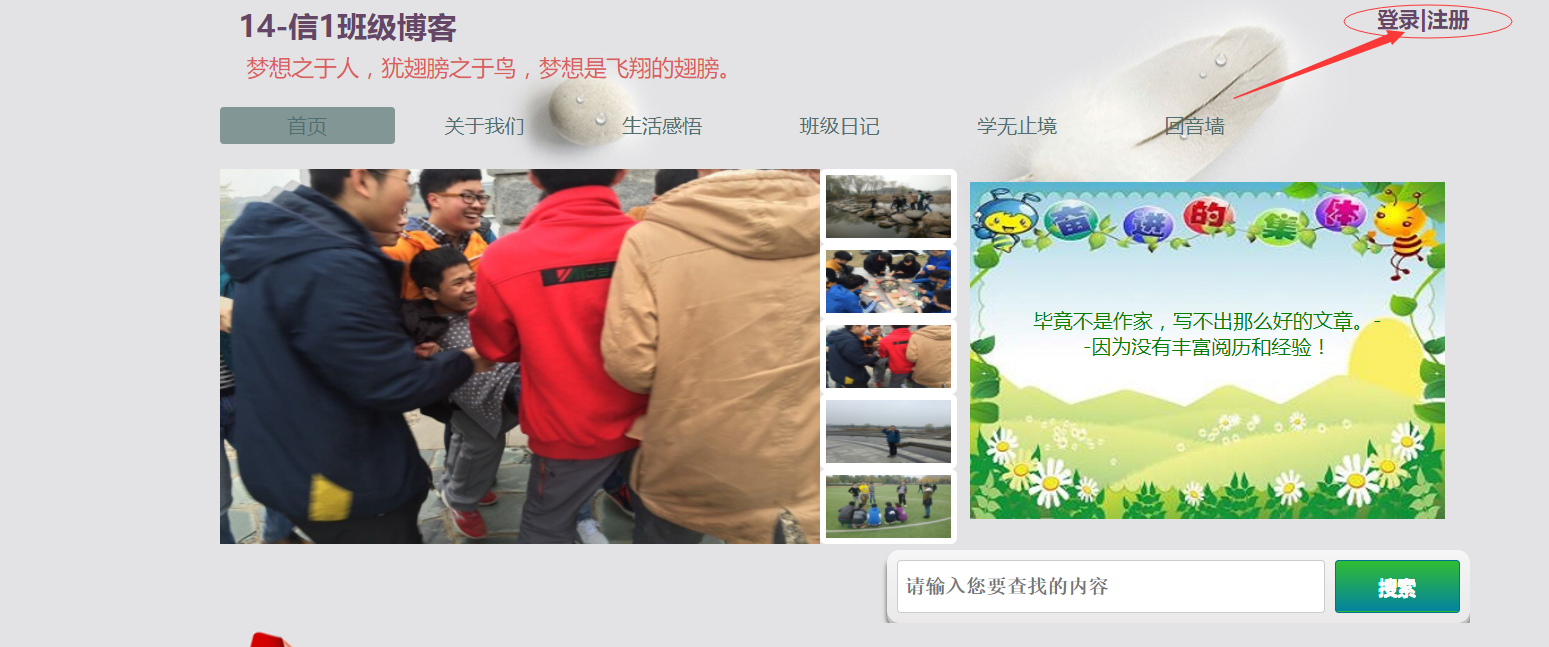 14-信1班级博客
登录|注册
梦想之于人，犹翅膀之于鸟，梦想是飞翔的翅膀。
首页 关于我们 生活感悟 班级日记 学无止境 回音墙
奋进的集体
毕竟不是作家，写不出那么好的文章。-
-因为没有丰富阅历和经验！
请输入您要查找的内容 搜索